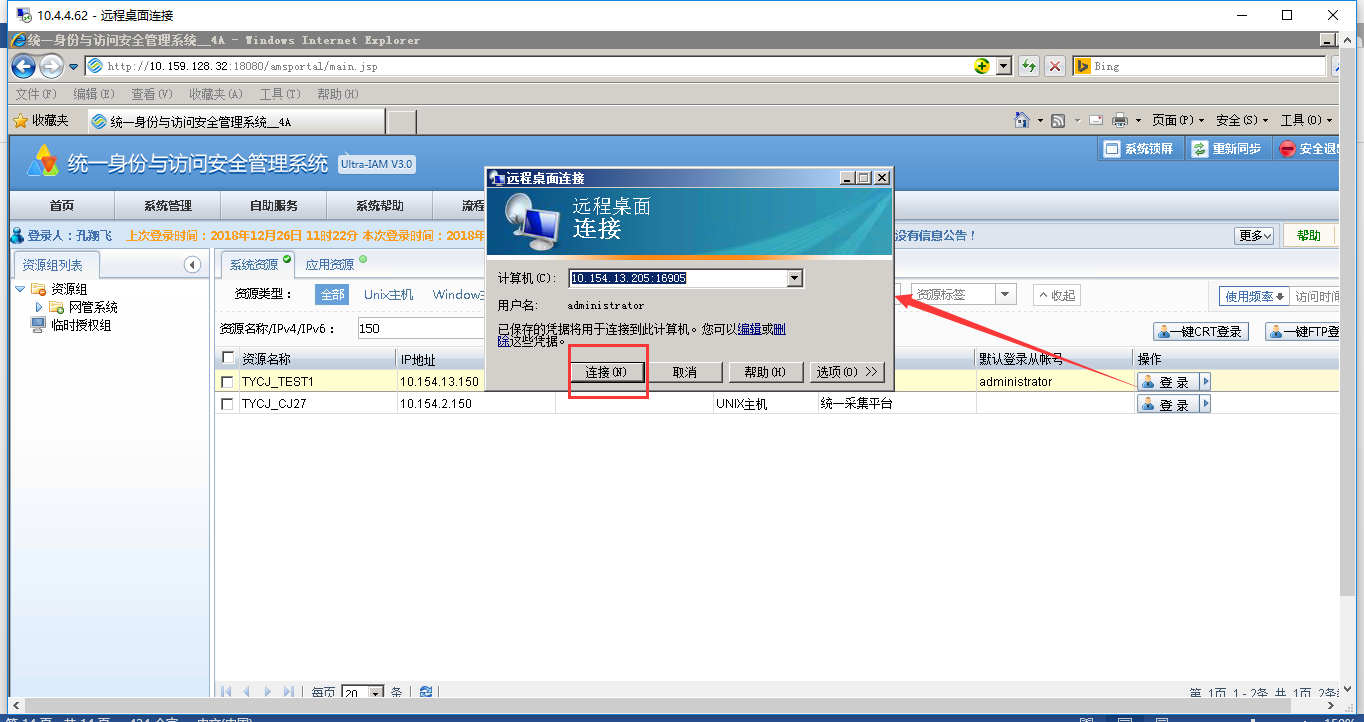 10.4.4.62 - 远程桌面连接
统一身份与访问安全管理系统__4A - Windows Internet Explorer
http://10.159.128.32:18080/amsportal/main.jsp
Bing
文件(F) 编辑(E) 查看(V) 收藏夹(A) 工具(T) 帮助(H)
收藏夹 统一身份与访问安全管理系统__4A 页面(P) 安全(S) 工具(O)
统一身份与访问安全管理系统 Ultra-IAM V3.0 系统锁屏 重新同步 安全退
首页 系统管理 自助服务 系统帮助 流程
登录人：孔翔飞 上次登录时间：2018年12月26日 11时22分 本次登录时间：2018年 没有信息公告！ 更多 帮助
资源组列表 系统资源 应用资源
资源组
网管系统
临时授权组
资源类型： 全部 Unix主机 Window 资源标签 收起 使用频率 访问时间
资源名称/IPv4/IPv6： 150 一键CRT登录 一键FTP登
资源名称 IP地址 默认登录从帐号 操作
TYCJ_TEST1 10.154.13.150 administrator 登 录
TYCJ_CJ27 10.154.2.150 UNIX主机 统一采集平台 登 录
远程桌面连接
远程桌面
连接
计算机(C): 10.154.13.205:16905
用户名: administrator
已保存的凭据将用于连接到此计算机。您可以编辑或删
除这些凭据。
连接(N) 取消 帮助(H) 选项(O) >>
每页 20 条 第 1页 1 - 2条 共 1页 2条